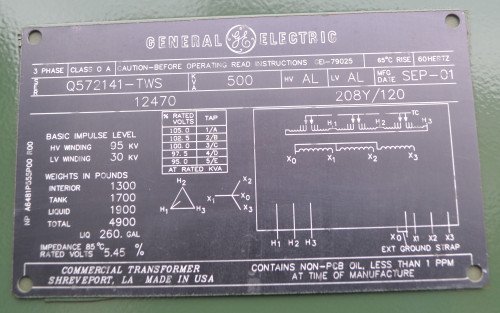 GENERAL GE ELECTRIC
3 PHASE CLASS O A CAUTION-BEFORE OPERATING READ INSTRUCTIONS GEI-79025 65°C RISE 60HERTZ
Q572141-TWS KVA 500 HV AL LV AL MFG DATE SEP-01
12470 208Y/120
BASIC IMPULSE LEVEL
HV WINDING 95 KV
LV WINDING 30 KV
WEIGHTS IN POUNDS
INTERIOR 1300
TANK 1700
LIQUID 1900
TOTAL 4900
LIQ 260. GAL
IMPEDANCE 85°C
RATED VOLTS 5.45 %
% RATED VOLTS TAP
105.0 1/A
102.5 2/B
100.0 3/C
97.5 4/D
95.0 5/E
AT RATED KVA
H2
H1 H3
X2
X0
X1 X3
TC
H1 H2 H3
X0 X1 X2 X3
H1 H2 H3
X0 X1 X2 X3
EXT GROUND STRAP
COMMERCIAL TRANSFORMER
SHREVEPORT, LA MADE IN USA
CONTAINS NON-PCB OIL, LESS THAN 1 PPM
AT TIME OF MANUFACTURE